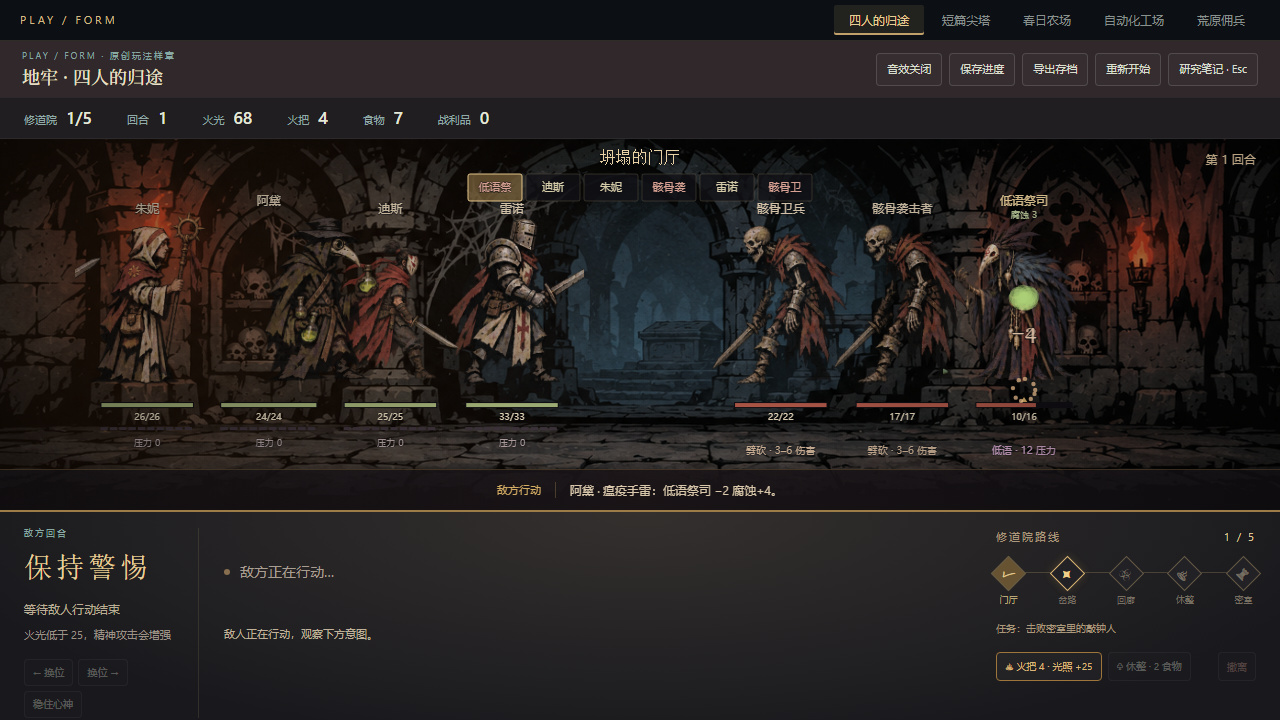 PLAY / FORM
四人的归途 短篇尖塔 春日农场 自动化工场 荒原佣兵
PLAY / FORM · 原创玩法样章
地牢 · 四人的归途
音效关闭 保存进度 导出存档 重新开始 研究笔记 · Esc
修道院 1/5 回合 1 火光 68 火把 4 食物 7 战利品 0
坍塌的门厅
第 1 回合
低语祭 迪斯 朱妮 骸骨袭 雷诺 骸骨卫
朱妮 阿黛 迪斯 雷诺 骸骨卫兵 骸骨袭击者 低语祭司
腐蚀 3
−4
26/26 24/24 25/25 33/33 22/22 17/17 10/16
压力 0 压力 0 压力 0 压力 0 劈砍 · 3–6 伤害 劈砍 · 3–6 伤害 低语 · 12 压力
敌方行动 阿黛 · 瘟疫手雷：低语祭司 −2 腐蚀+4。
敌方回合
保持警惕
等待敌人行动结束
火光低于 25，精神攻击会增强
← 换位 换位 →
稳住心神
敌方正在行动...
敌人正在行动，观察下方意图。
修道院路线 1 / 5
门厅 岔路 回廊 休整 密室
任务：击败密室里的敲钟人
火把 4 · 光照 +25 休整 · 2 食物 撤离